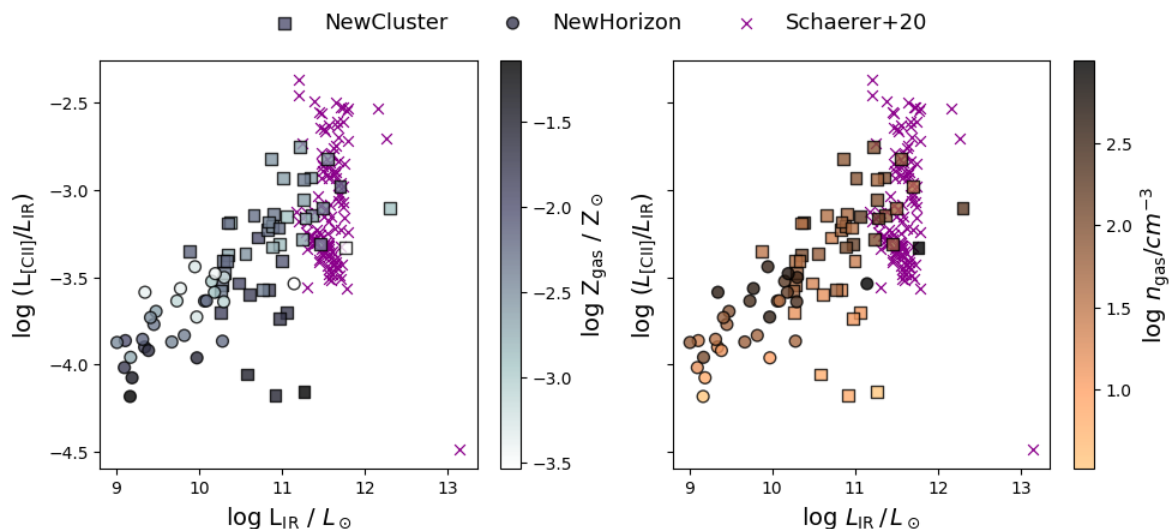 NewCluster NewHorizon Schaerer+20
log (L[CII]/LIR)
−2.5
−3.0
−3.5
−4.0
−4.5
9 10 11 12 13
log LIR / L⊙
−1.5
−2.0
−2.5
−3.0
−3.5
log Zgas / Z⊙
log (L[CII]/LIR)
9 10 11 12 13
log LIR/L⊙
2.5
2.0
1.5
1.0
log ngas/cm−3